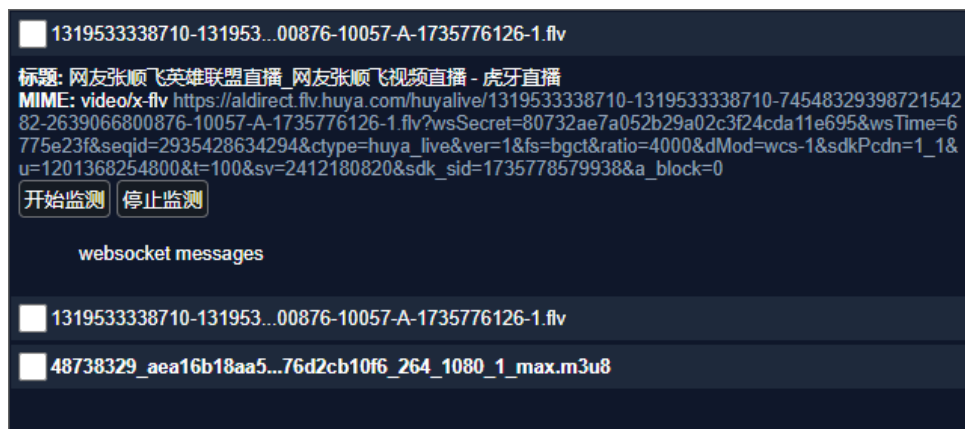 1319533338710-131953...00876-10057-A-1735776126-1.flv
标题: 网友张顺飞英雄联盟直播_网友张顺飞视频直播 - 虎牙直播
MIME: video/x-flv https://aldirect.flv.huya.com/huyalive/1319533338710-1319533338710-74548329398721542
82-2639066800876-10057-A-1735776126-1.flv?wsSecret=80732ae7a052b29a02c3f24cda11e695&wsTime=6
775e23f&seqid=2935428634294&ctype=huya_live&ver=1&fs=bgct&ratio=4000&dMod=wcs-1&sdkPcdn=1_1&
u=1201368254800&t=100&sv=2412180820&sdk_sid=1735778579938&a_block=0
开始监测 停止监测
websocket messages
1319533338710-131953...00876-10057-A-1735776126-1.flv
48738329_aea16b18aa5...76d2cb10f6_264_1080_1_max.m3u8